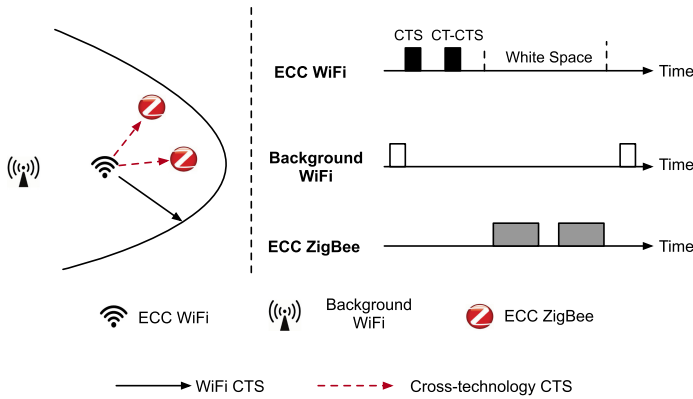 CTS CT-CTS
White Space
ECC WiFi
Time
Background
WiFi
Time
ECC ZigBee
Time
Z
Z
ECC WiFi
Background
WiFi
Z
ECC ZigBee
WiFi CTS
Cross-technology CTS